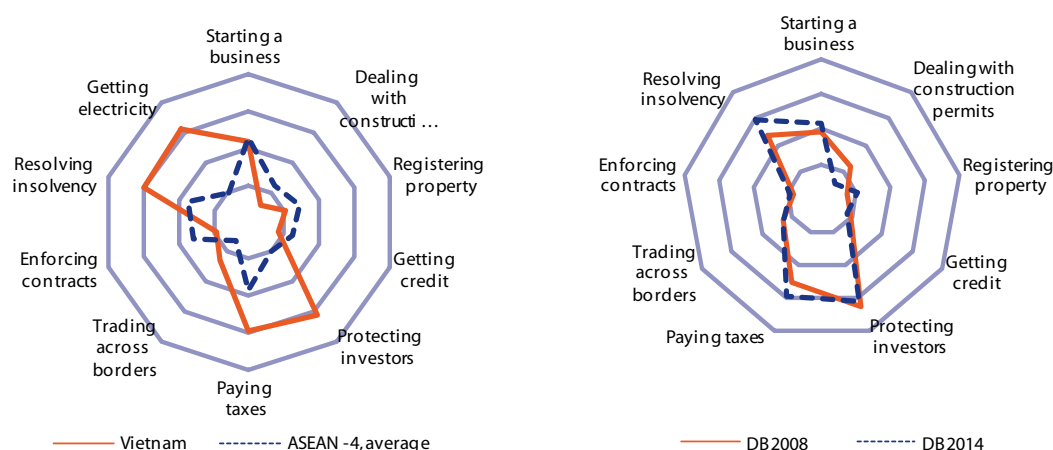 Starting a
business
Dealing
with
constructi ...
Registering
property
Getting
credit
Protecting
investors
Paying
taxes
Trading
across
borders
Enforcing
contracts
Resolving
insolvency
Getting
electricity
Vietnam
ASEAN -4, average
Starting a
business
Dealing with
construction
permits
Registering
property
Getting
credit
Protecting
investors
Paying taxes
Trading
across
borders
Enforcing
contracts
Resolving
insolvency
DB2008
DB2014